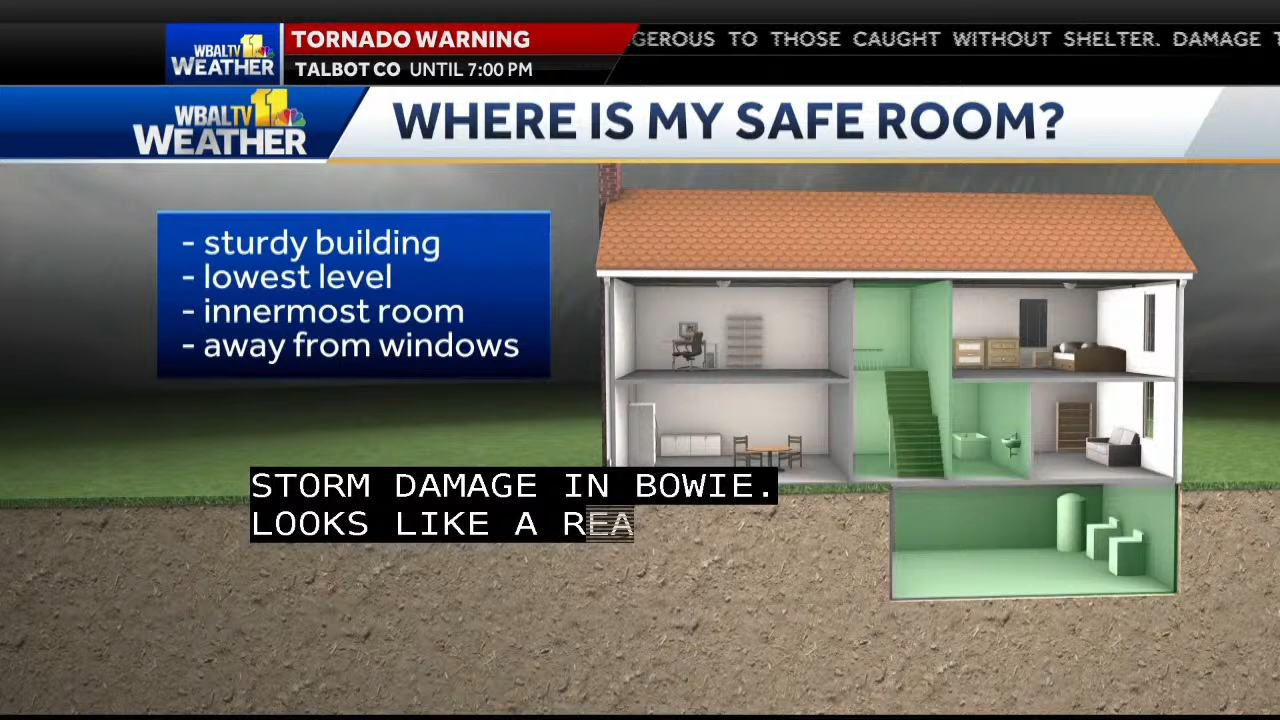 WBALTV 11
WEATHER
TORNADO WARNING
TALBOT CO UNTIL 7:00 PM
TO THOSE CAUGHT WITHOUT SHELTER. DAMAGE
WBALTV 11
WEATHER
WHERE IS MY SAFE ROOM?
- sturdy building
- lowest level
- innermost room
- away from windows
STORM DAMAGE IN BOWIE.
LOOKS LIKE A REA